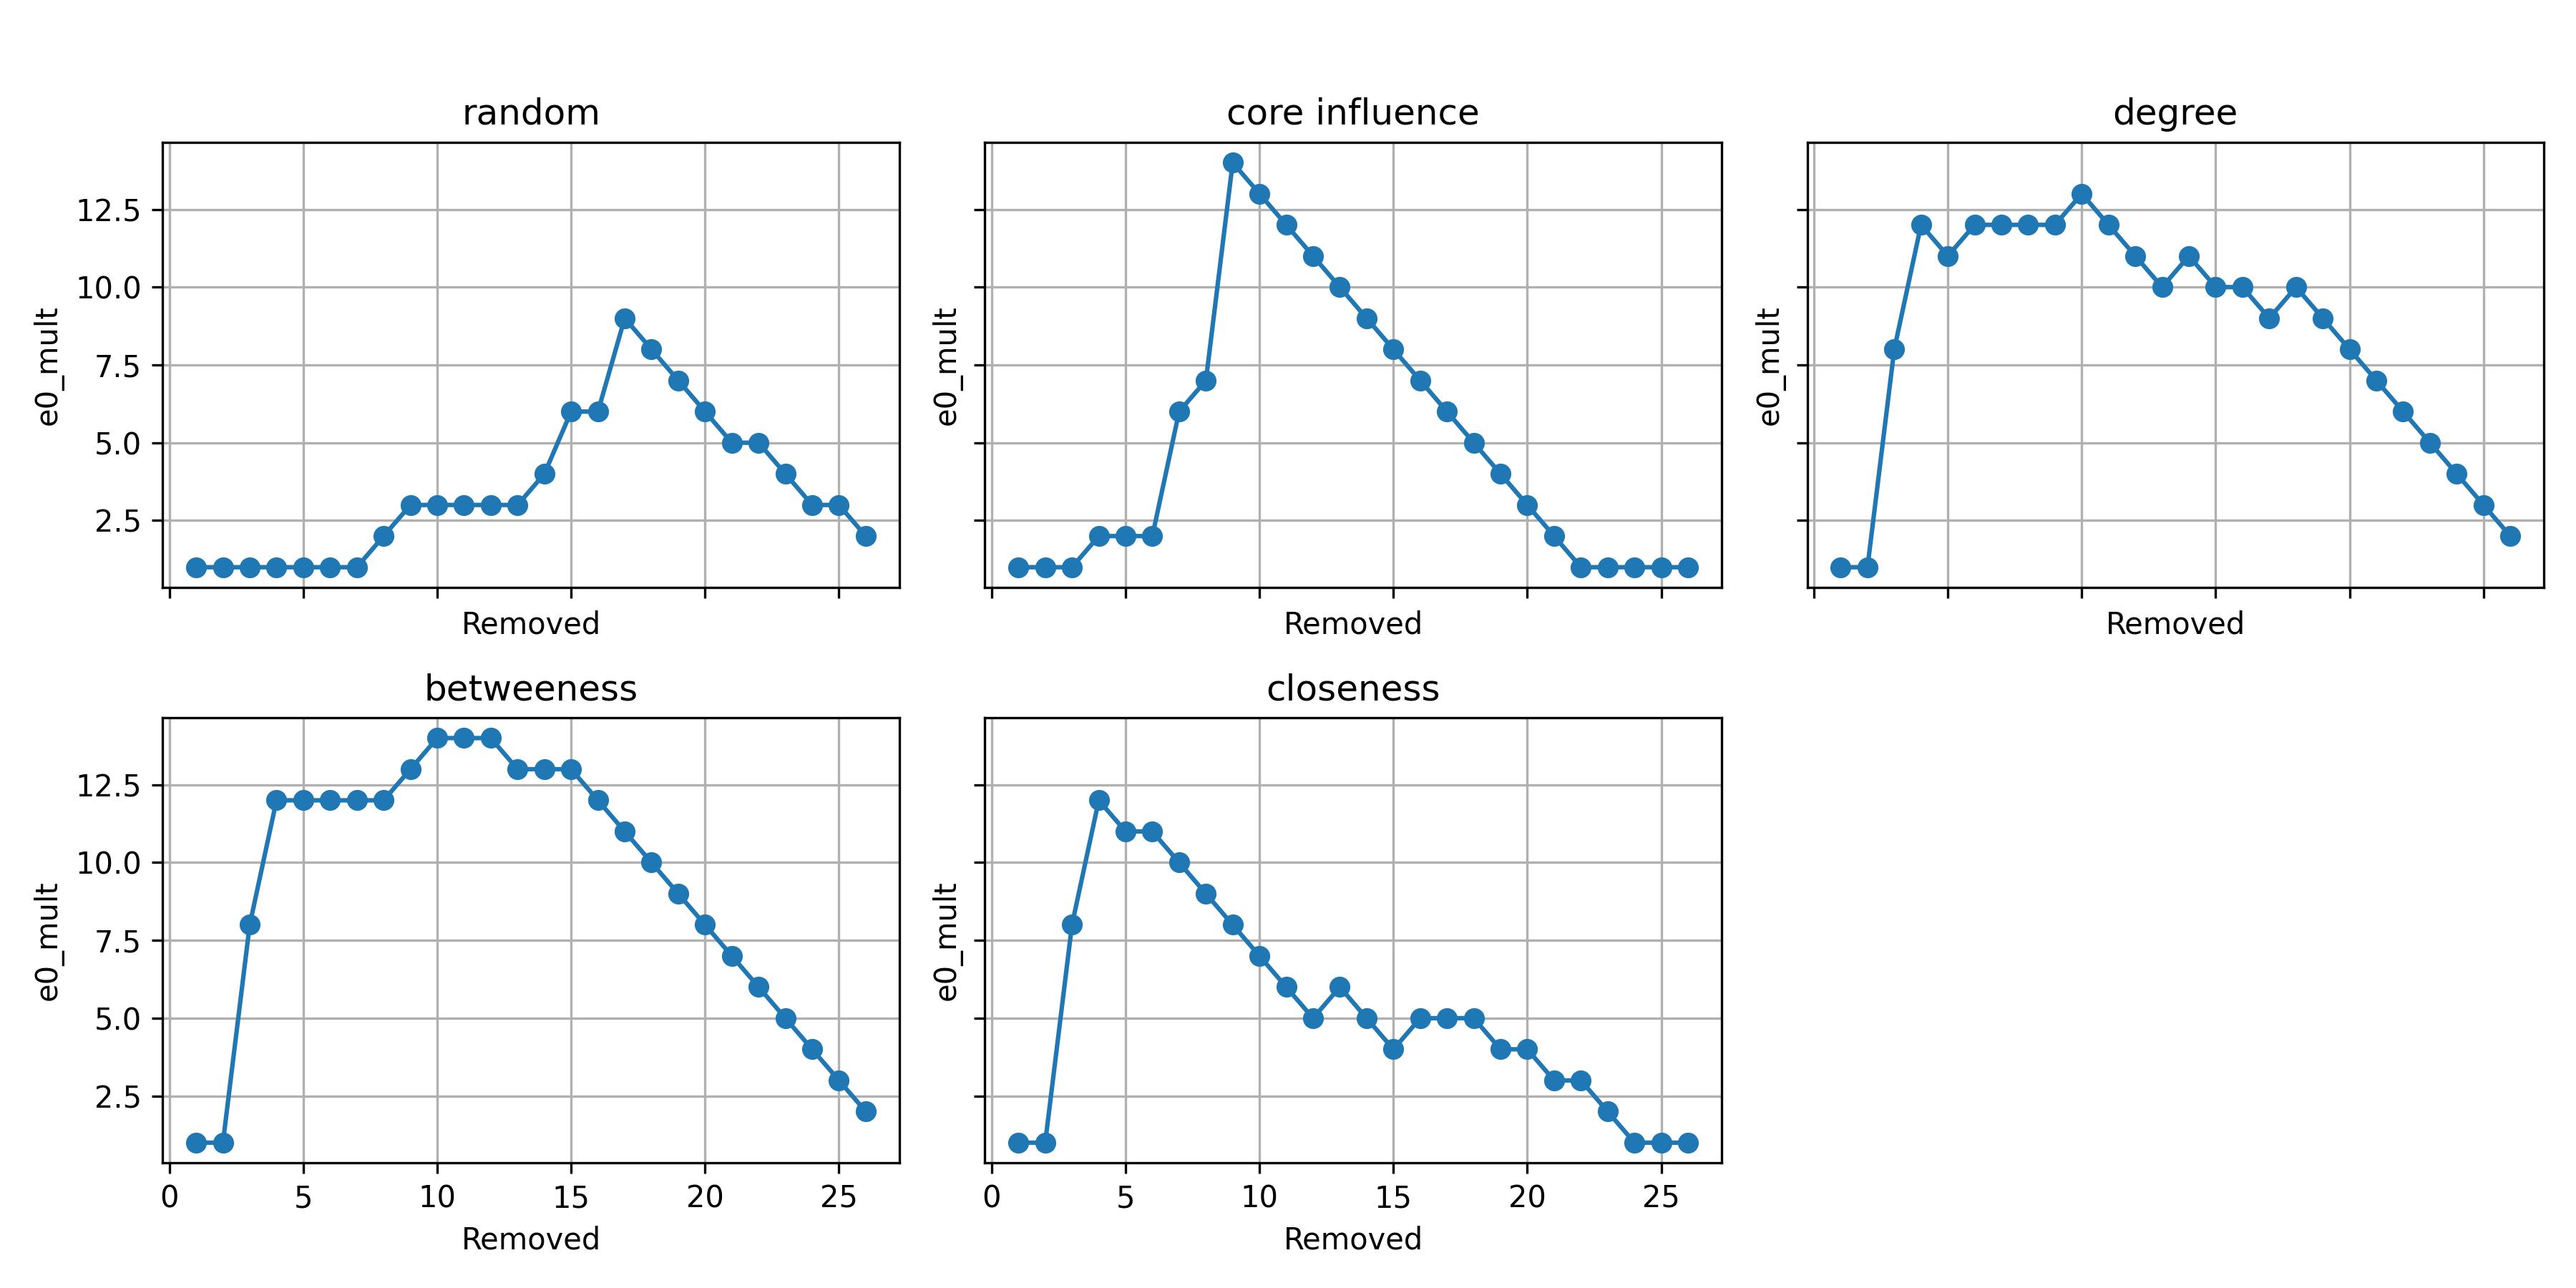 random
core influence
degree
12.5
10.0
7.5
5.0
2.5
e0_mult
e0_mult
e0_mult
Removed
Removed
Removed
betweeness
closeness
12.5
10.0
7.5
5.0
2.5
e0_mult
e0_mult
0 5 10 15 20 25
0 5 10 15 20 25
Removed
Removed